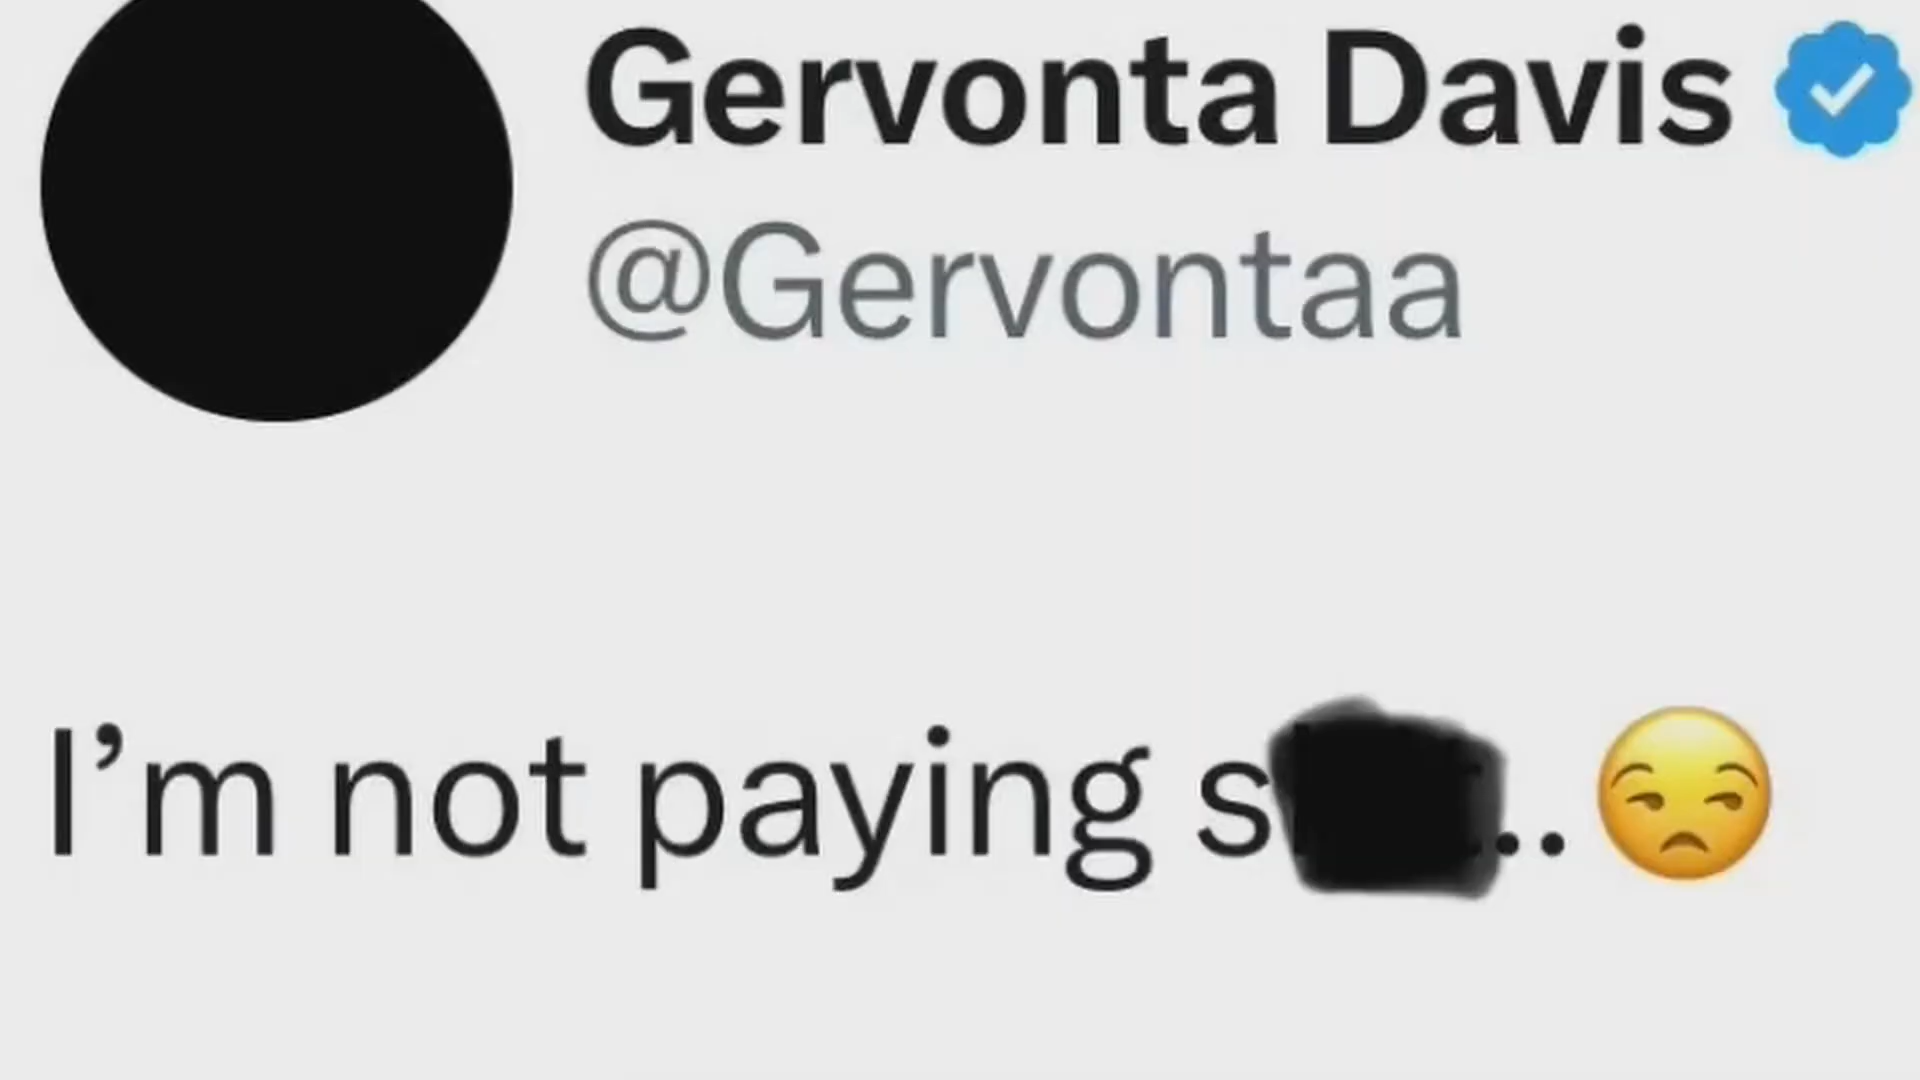 Gervonta Davis
@Gervontaa
I’m not paying s.. 😒